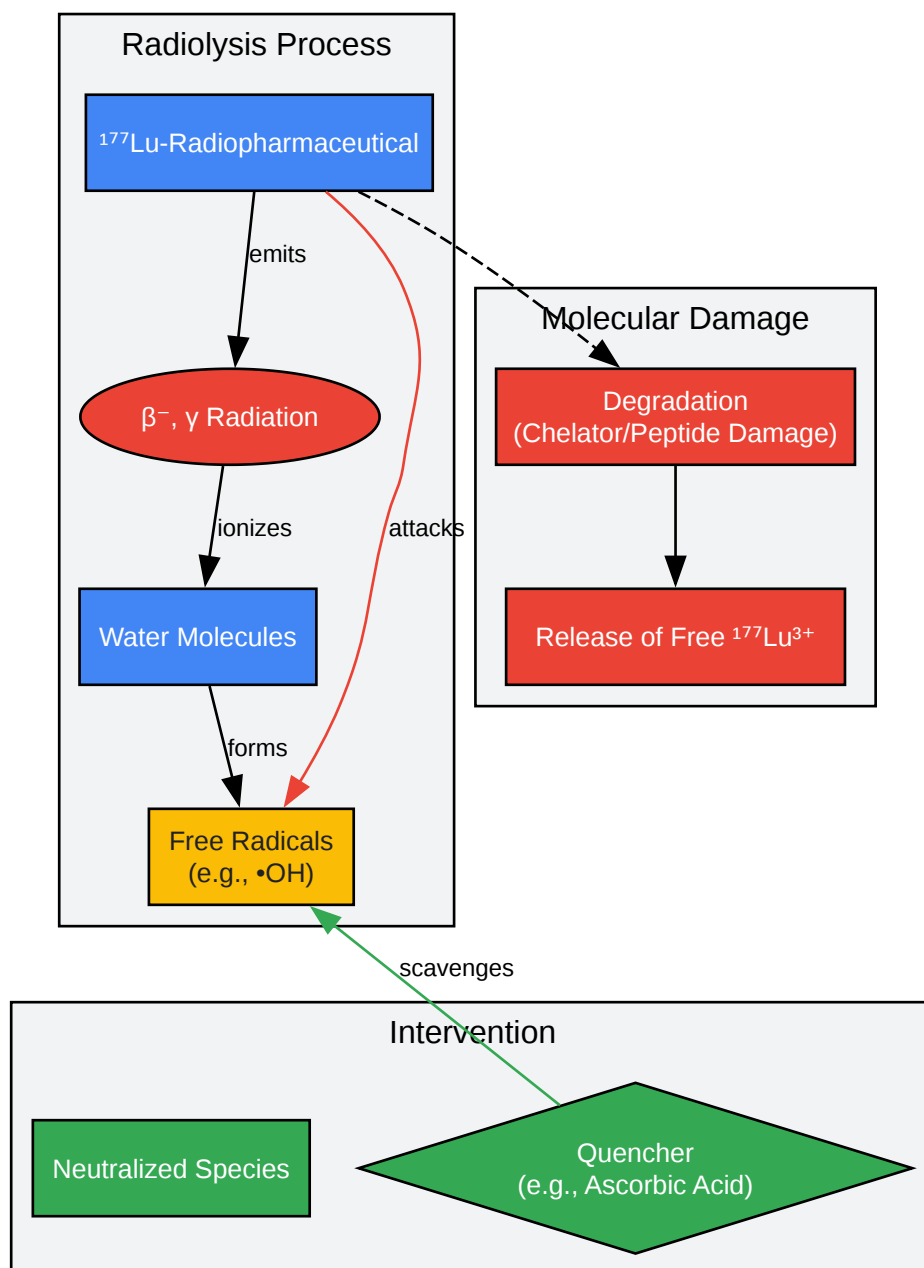 Radiolysis Process
¹⁷⁷Lu-Radiopharmaceutical
emits
β⁻, γ Radiation
ionizes
attacks
Water Molecules
forms
Free Radicals
(e.g., •OH)
Molecular Damage
Degradation
(Chelator/Peptide Damage)
Release of Free ¹⁷⁷Lu³⁺
scavenges
Intervention
Neutralized Species
Quencher
(e.g., Ascorbic Acid)